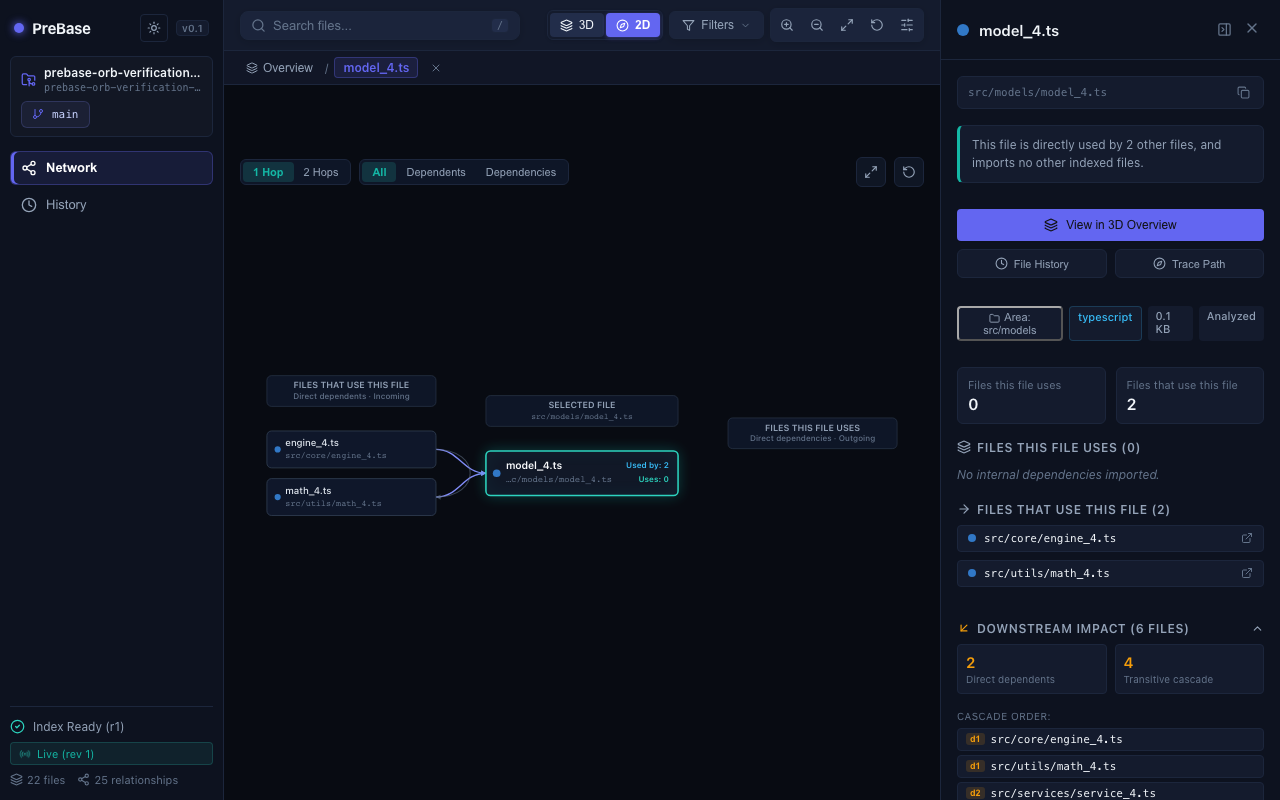 PreBase
v0.1
prebase-orb-verification...
prebase-orb-verification-…
main
Network
History
Index Ready (r1)
Live (rev 1)
22 files
25 relationships
Search files...
/
3D
2D
Filters
Overview
/
model_4.ts
1 Hop
2 Hops
All
Dependents
Dependencies
FILES THAT USE THIS FILE
Direct dependents · Incoming
engine_4.ts
src/core/engine_4.ts
math_4.ts
src/utils/math_4.ts
SELECTED FILE
src/models/model_4.ts
model_4.ts
Used by: 2
…c/models/model_4.ts
Uses: 0
FILES THIS FILE USES
Direct dependencies · Outgoing
model_4.ts
src/models/model_4.ts
This file is directly used by 2 other files, and
imports no other indexed files.
View in 3D Overview
File History
Trace Path
Area:
src/models
typescript
0.1
KB
Analyzed
Files this file uses
0
Files that use this file
2
FILES THIS FILE USES (0)
No internal dependencies imported.
FILES THAT USE THIS FILE (2)
src/core/engine_4.ts
src/utils/math_4.ts
DOWNSTREAM IMPACT (6 FILES)
2
Direct dependents
4
Transitive cascade
CASCADE ORDER:
d1 src/core/engine_4.ts
d1 src/utils/math_4.ts
d2 src/services/service_4.ts